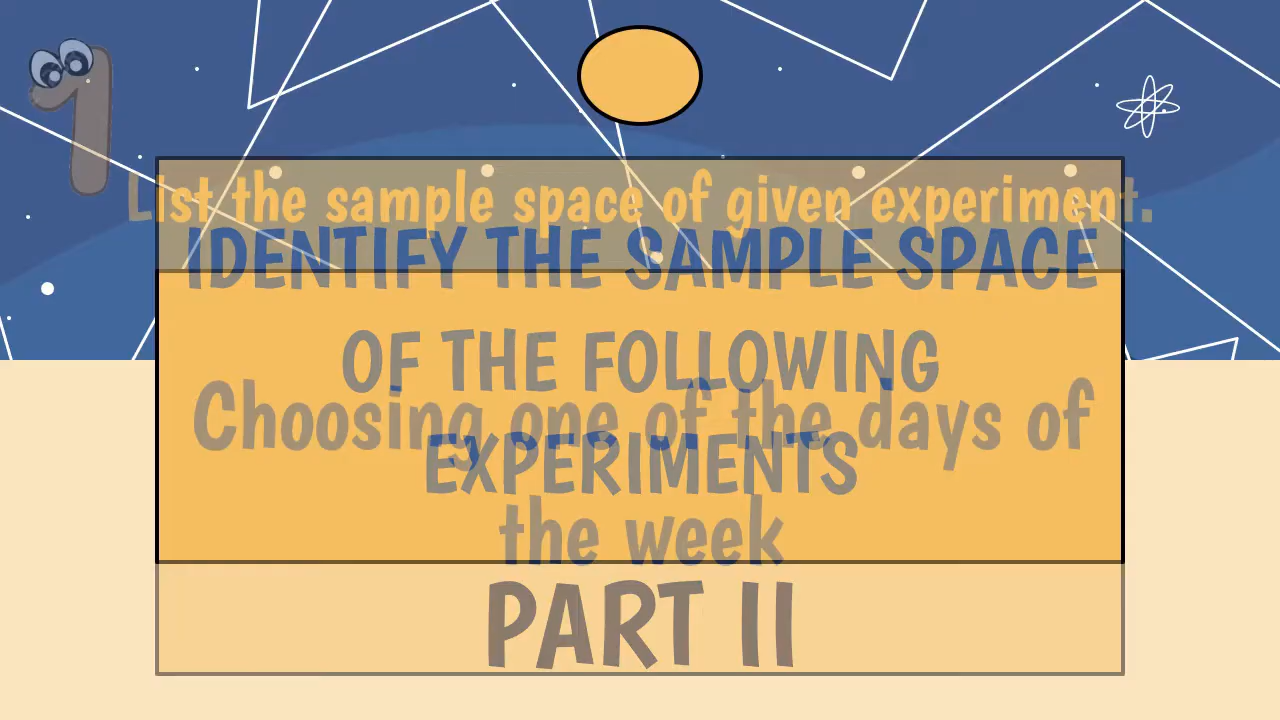 1
List the sample space of given experiment.
IDENTIFY THE SAMPLE SPACE
OF THE FOLLOWING
Choosing one of the days of
EXPERIMENTS
the week
PART II